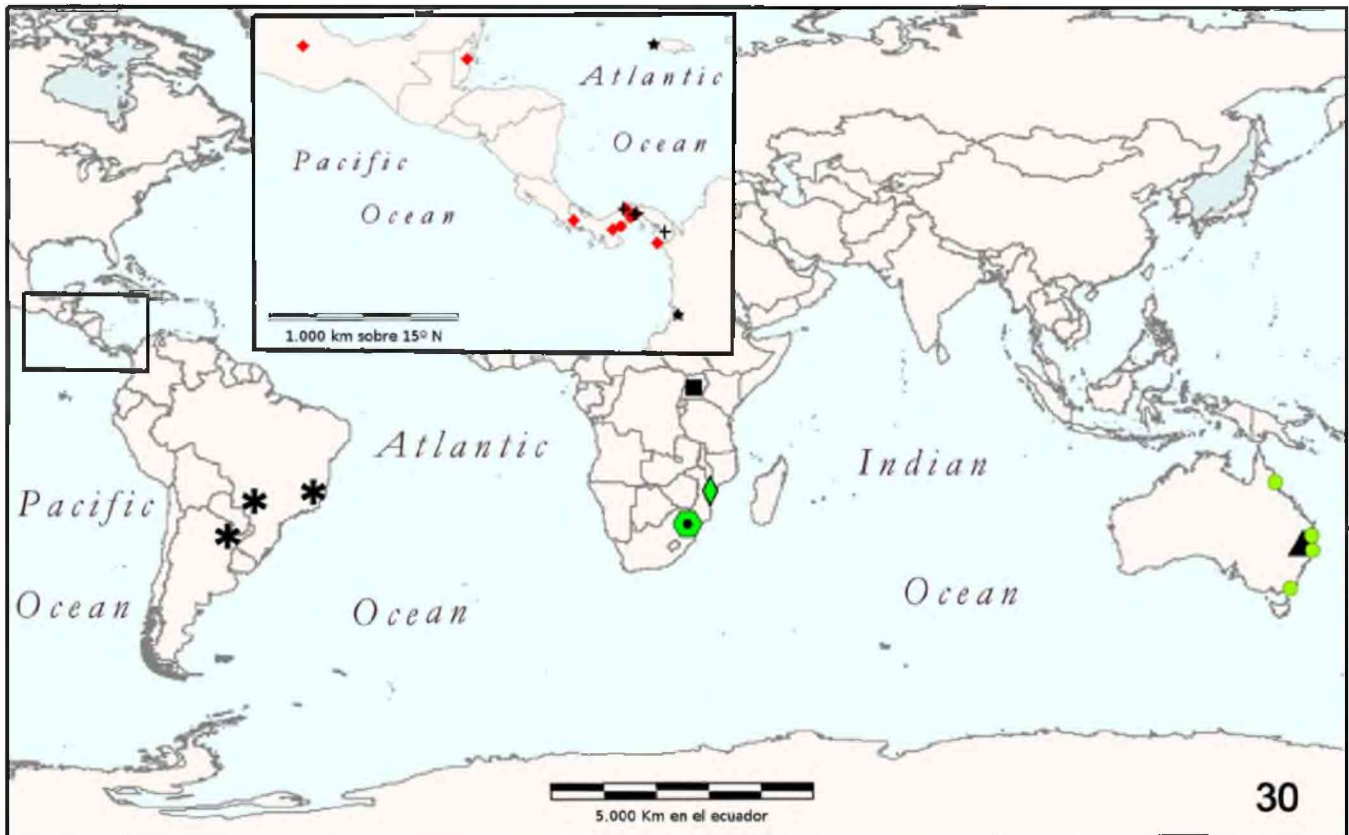 Atlantic
Ocean
Pacific
Ocean
1.000 km sobre 15º N
Atlantic
Ocean
Pacific
Ocean
Indian
Ocean
5.000 Km en el ecuador
30